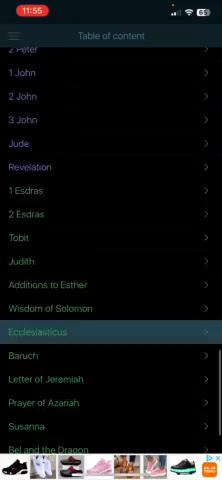 11:55
Table of content
2 Peter
1 John
2 John
3 John
Jude
Revelation
1 Esdras
2 Esdras
Tobit
Judith
Additions to Esther
Wisdom of Solomon
Ecclesiasticus
Baruch
Letter of Jeremiah
Prayer of Azariah
Susanna
Bel and the Dragon